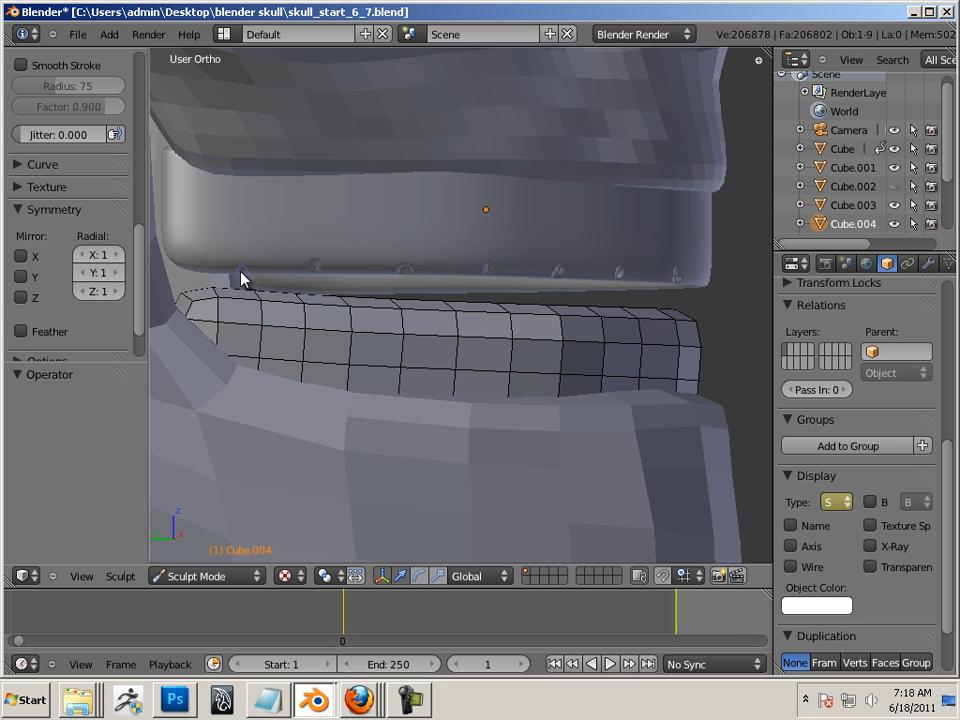 Blender* [C:\Users\admin\Desktop\blender skull\skull_start_6_7.blend]
File Add Render Help Default Scene Blender Render Ve:206878 | Fa:206802 | Ob:1-9 | La:0 | Mem:502
Smooth Stroke
Radius: 75
Factor: 0.900
Jitter: 0.000
Curve
Texture
Symmetry
Mirror: Radial:
X X: 1
Y Y: 1
Z Z: 1
Feather
Operator
User Ortho
z
x
(1) Cube.004
View Search All Sce
Scene
RenderLaye
World
Camera
Cube
Cube.001
Cube.002
Cube.003
Cube.004
Transform Locks
Relations
Layers: Parent:
Object
Pass In: 0
Groups
Add to Group
Display
Type: S B B
Name Texture Sp
Axis X-Ray
Wire Transparen
Object Color:
Duplication
None Fram Verts Faces Group
View Sculpt Sculpt Mode Global
0
View Frame Playback Start: 1 End: 250 1 No Sync
Start Ps 7:18 AM
6/18/2011